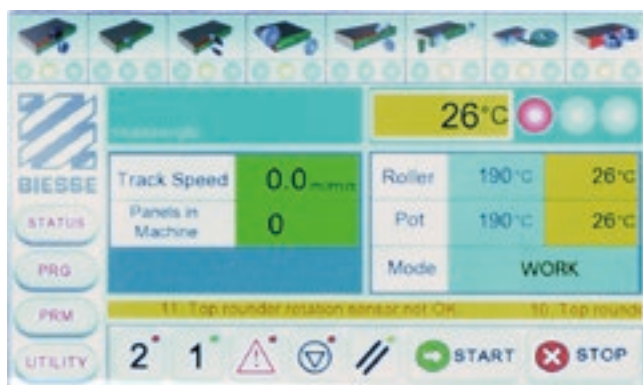 26°C
BIESSE
Track Speed 0.0 m/min
Roller 190°C 26°C
STATUS
Panels in Machine 0
Pot 190°C 26°C
PRG
Mode WORK
11. Top rounder rotation sensor not OK. 10. Top round
PRM
UTILITY
2 1 START STOP